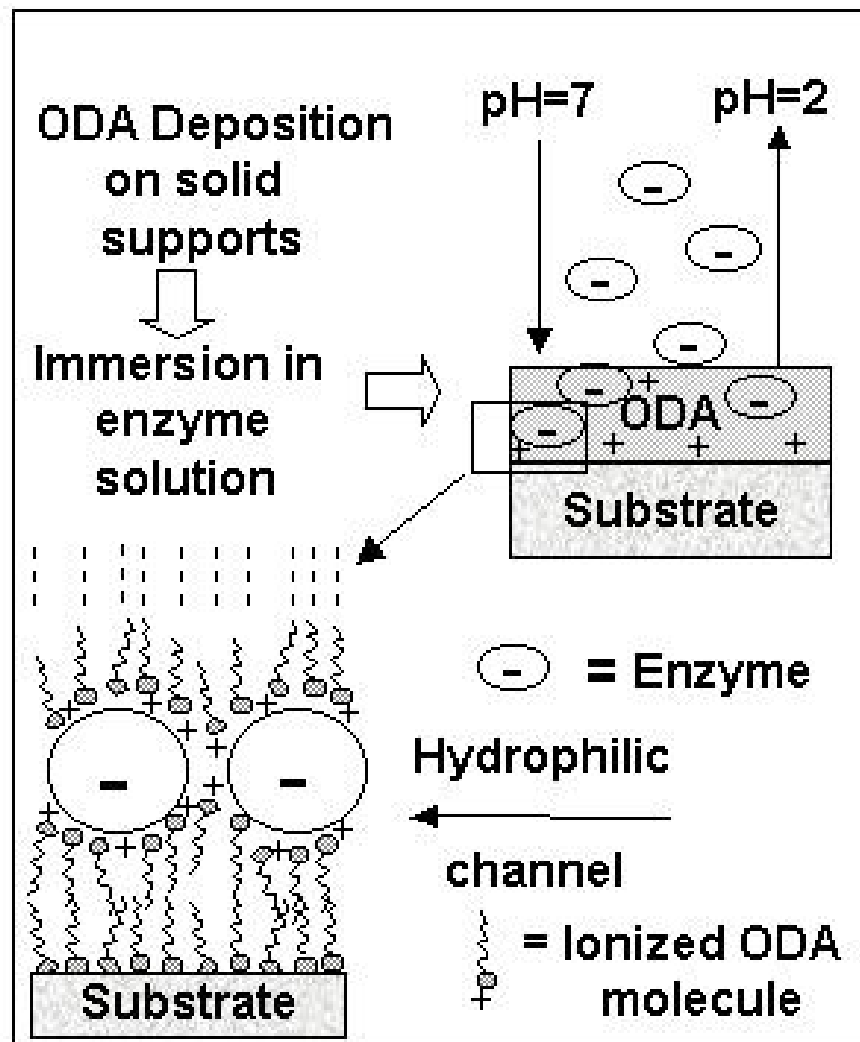 ODA Deposition
on solid
supports
Immersion in
enzyme
solution
pH=7 pH=2
-
-
-
-
- +
ODA
-
-
+ + + +
Substrate
- = Enzyme
Hydrophilic
channel
= Ionized ODA
+ molecule
- -
Substrate